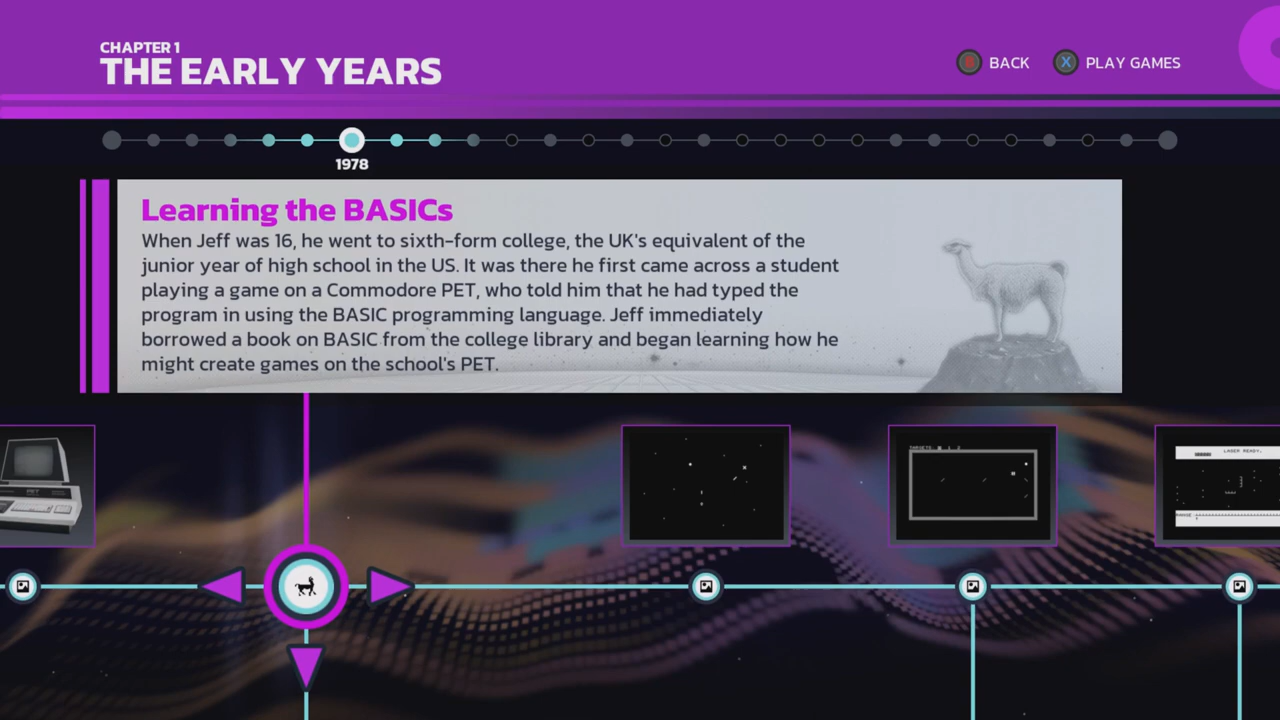 CHAPTER 1
THE EARLY YEARS
B BACK
X PLAY GAMES
1978
Learning the BASICs
When Jeff was 16, he went to sixth-form college, the UK's equivalent of the
junior year of high school in the US. It was there he first came across a student
playing a game on a Commodore PET, who told him that he had typed the
program in using the BASIC programming language. Jeff immediately
borrowed a book on BASIC from the college library and began learning how he
might create games on the school's PET.
PET
TARGETS
LASER READY.
RANGE